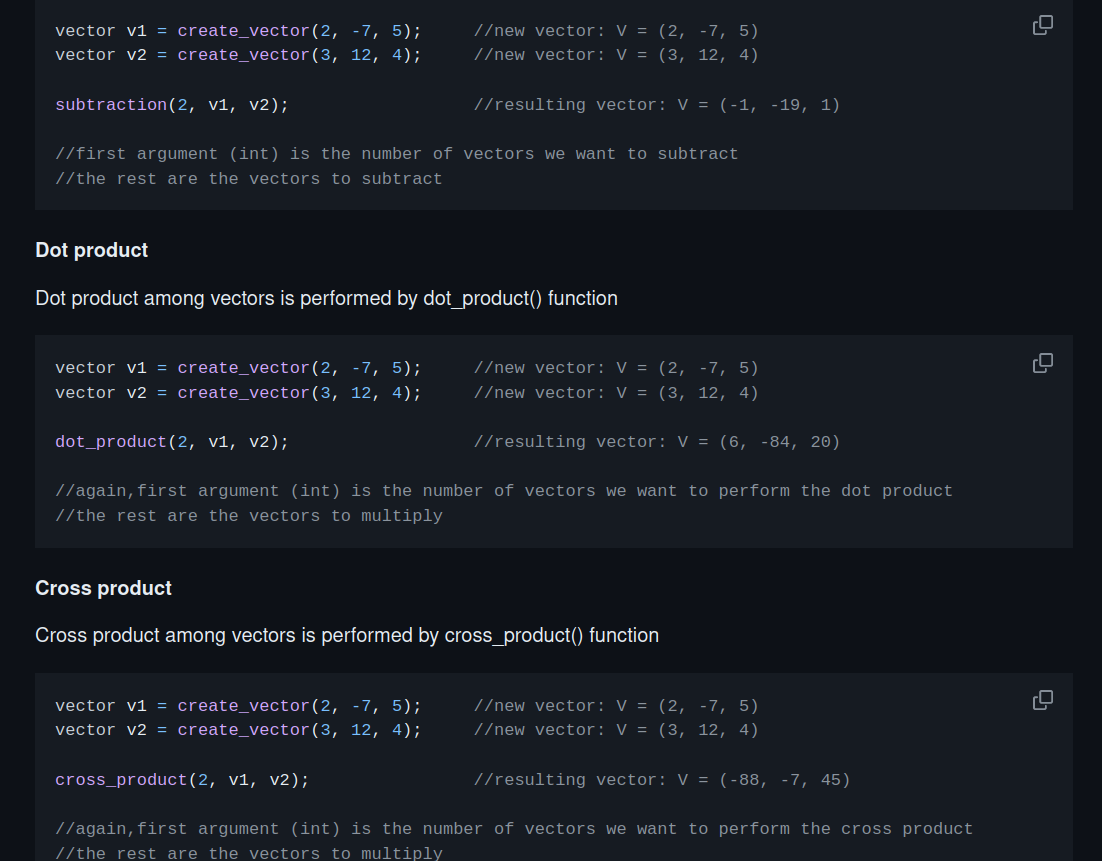 vector v1 = create_vector(2, -7, 5);     //new vector: V = (2, -7, 5)
vector v2 = create_vector(3, 12, 4);     //new vector: V = (3, 12, 4)
subtraction(2, v1, v2);                  //resulting vector: V = (-1, -19, 1)
//first argument (int) is the number of vectors we want to subtract
//the rest are the vectors to subtract
Dot product
Dot product among vectors is performed by dot_product() function
vector v1 = create_vector(2, -7, 5);     //new vector: V = (2, -7, 5)
vector v2 = create_vector(3, 12, 4);     //new vector: V = (3, 12, 4)
dot_product(2, v1, v2);                  //resulting vector: V = (6, -84, 20)
//again,first argument (int) is the number of vectors we want to perform the dot product
//the rest are the vectors to multiply
Cross product
Cross product among vectors is performed by cross_product() function
vector v1 = create_vector(2, -7, 5);     //new vector: V = (2, -7, 5)
vector v2 = create_vector(3, 12, 4);     //new vector: V = (3, 12, 4)
cross_product(2, v1, v2);                //resulting vector: V = (-88, -7, 45)
//again,first argument (int) is the number of vectors we want to perform the cross product
//the rest are the vectors to multiply